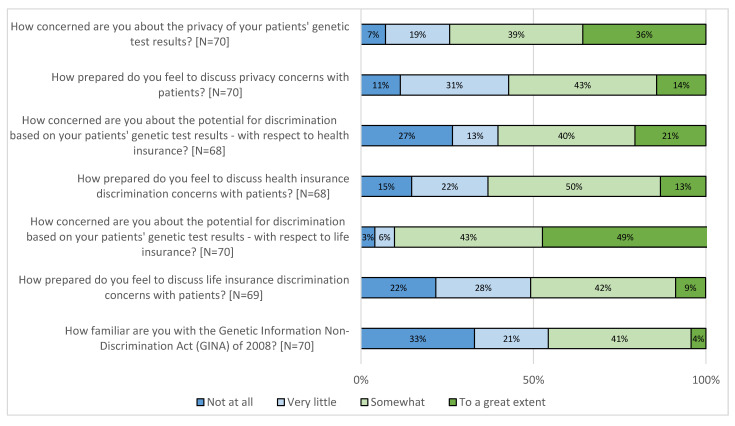 How concerned are you about the privacy of your patients' genetic
test results? [N=70]
7% 19% 39% 36%
How prepared do you feel to discuss privacy concerns with
patients? [N=70]
11% 31% 43% 14%
How concerned are you about the potential for discrimination
based on your patients' genetic test results - with respect to health
insurance? [N=68]
27% 13% 40% 21%
How prepared do you feel to discuss health insurance
discrimination concerns with patients? [N=68]
15% 22% 50% 13%
How concerned are you about the potential for discrimination
based on your patients' genetic test results - with respect to life
insurance? [N=70]
3% 6% 43% 49%
How prepared do you feel to discuss life insurance discrimination
concerns with patients? [N=69]
22% 28% 42% 9%
How familiar are you with the Genetic Information Non-
Discrimination Act (GINA) of 2008? [N=70]
33% 21% 41% 4%
0% 50% 100%
Not at all Very little Somewhat To a great extent